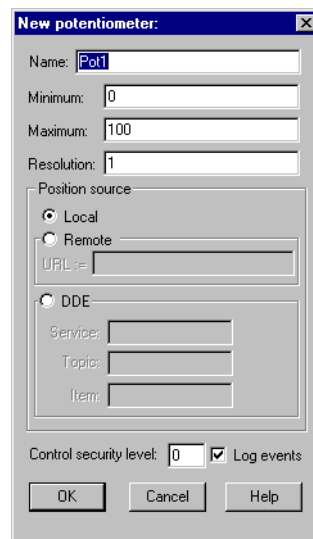 New potentiometer:
Name: Pot1
Minimum: 0
Maximum: 100
Resolution: 1
Position source
Local
Remote
URL :=
DDE
Service:
Topic:
Item:
Control security level: 0 Log events
OK Cancel Help